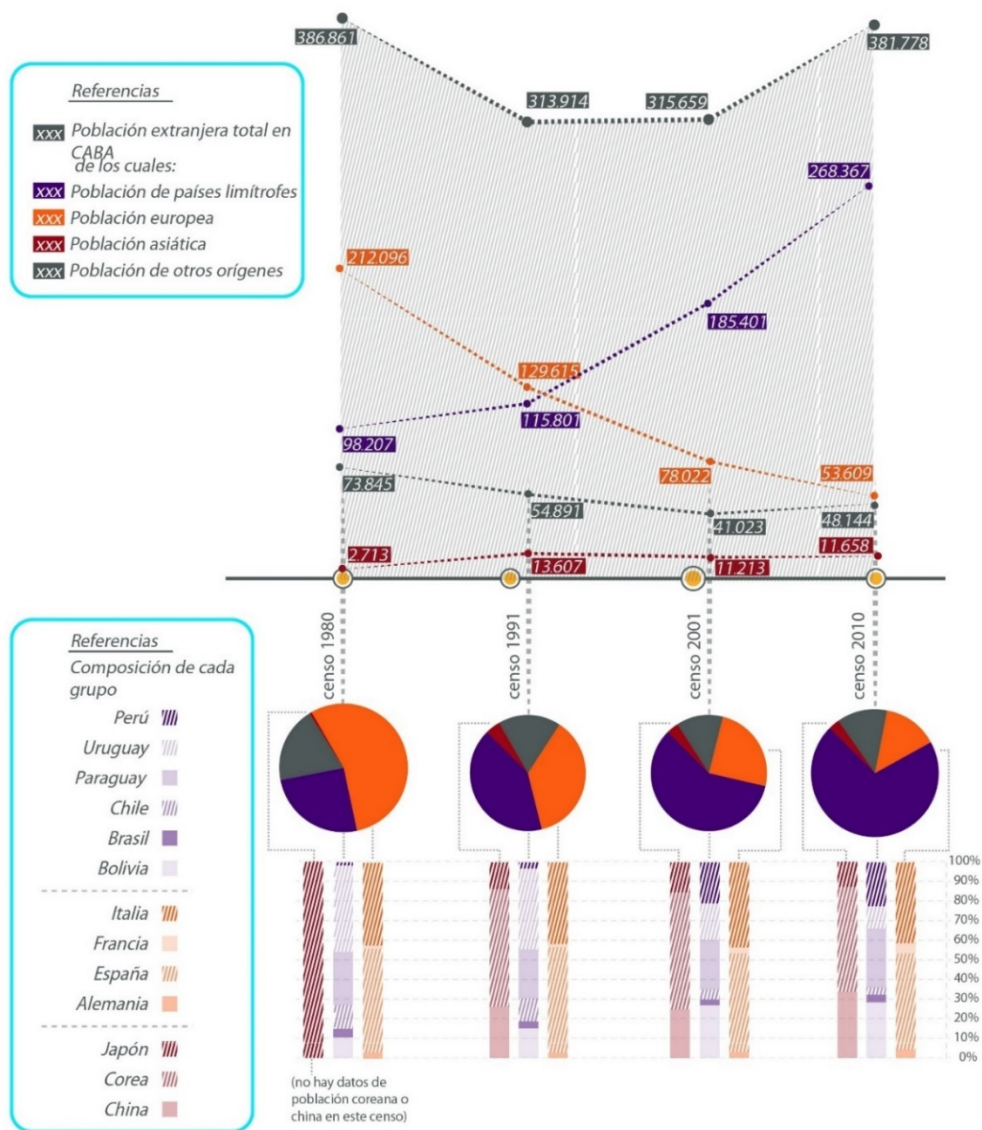 386.861
381.778
Referencias
xxx Población extranjera total en
CABA
de los cuales:
xxx Población de países limítrofes
xxx Población europea
xxx Población asiática
xxx Población de otros orígenes
313.914
315.659
268.367
212.096
185.401
129.615
115.801
98.207
78.022
53.609
73.845
54.891
41.023
48.144
2.713
13.607
11.213
11.658
censo 1980
censo 1991
censo 2001
censo 2010
Referencias
Composición de cada
grupo
Perú
Uruguay
Paraguay
Chile
Brasil
Bolivia
Italia
Francia
España
Alemania
Japón
Corea
China
100%
90%
80%
70%
60%
50%
40%
30%
20%
10%
0%
(no hay datos de
población coreana o
china en este censo)